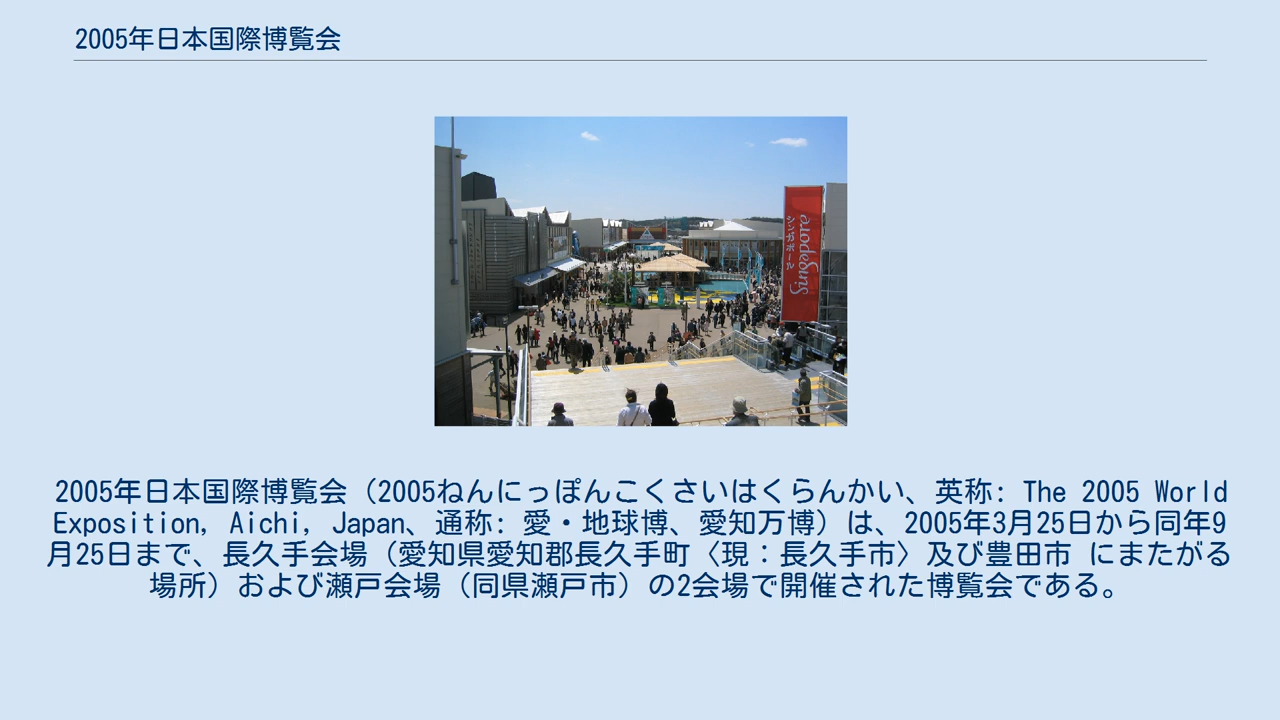 2005年日本国際博覧会
シンガポール
Singapore
2005年日本国際博覧会（2005ねんにっぽんこくさいはくらんかい、英称: The 2005 World
Exposition, Aichi, Japan、通称: 愛・地球博、愛知万博）は、2005年3月25日から同年9
月25日まで、長久手会場（愛知県愛知郡長久手町〈現：長久手市〉及び豊田市 にまたがる
場所）および瀬戸会場（同県瀬戸市）の2会場で開催された博覧会である。